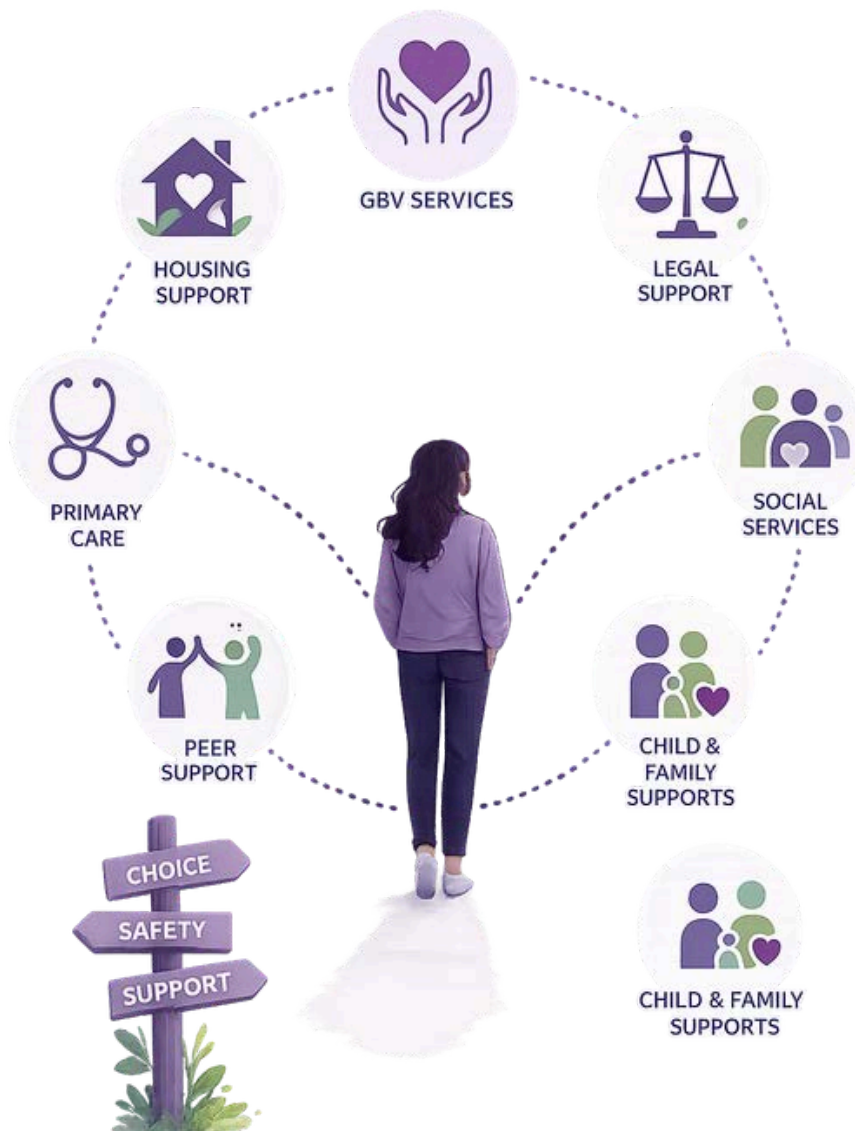 GBV SERVICES
HOUSING
SUPPORT
LEGAL
SUPPORT
PRIMARY
CARE
SOCIAL
SERVICES
PEER
SUPPORT
CHILD &
FAMILY
SUPPORTS
CHOICE
SAFETY
SUPPORT
CHILD & FAMILY
SUPPORTS